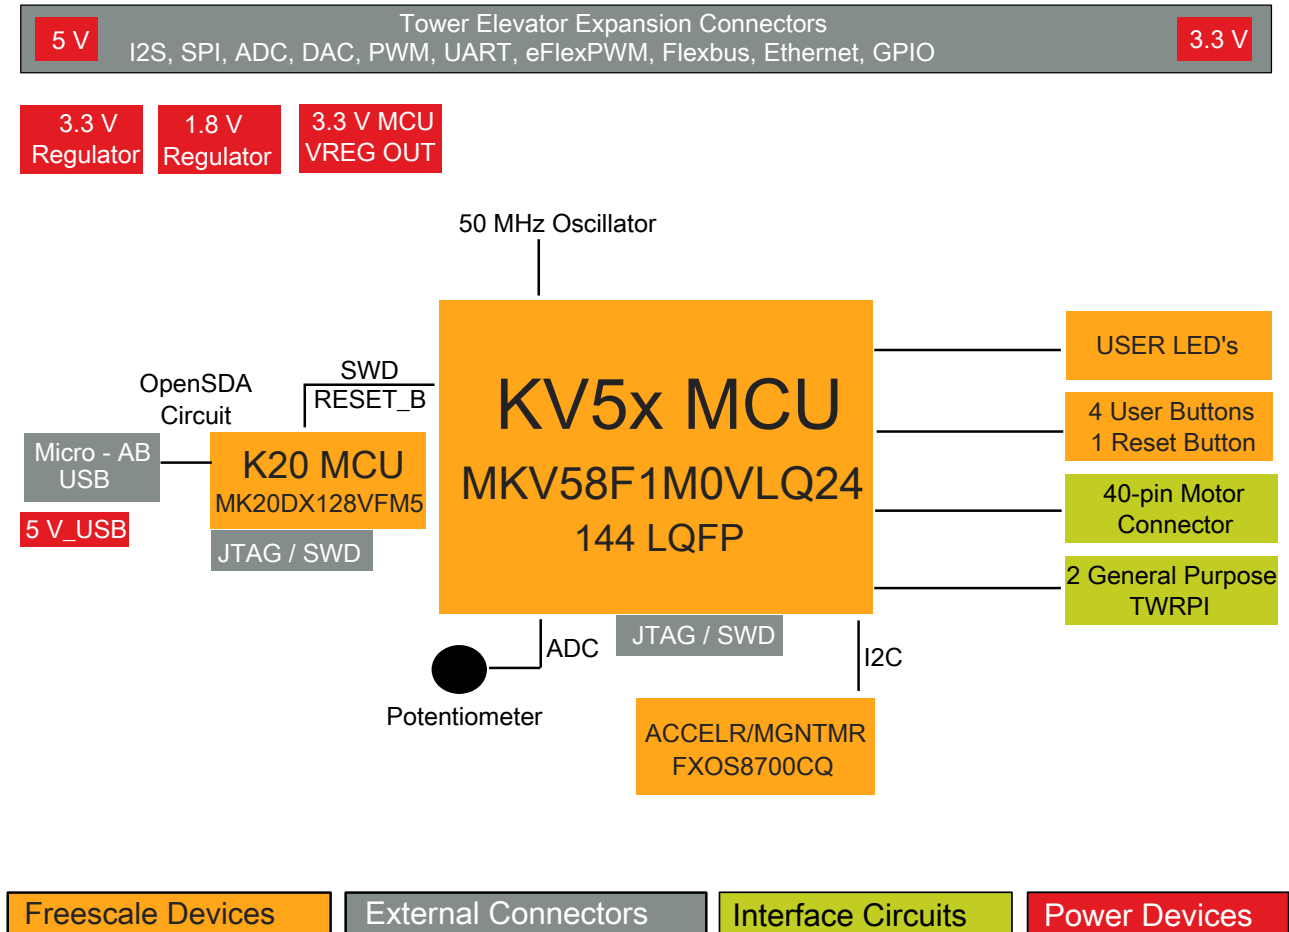 Tower Elevator Expansion Connectors
5 V
I2S, SPI, ADC, DAC, PWM, UART, eFlexPWM, Flexbus, Ethernet, GPIO
3.3 V
3.3 V
Regulator
1.8 V
Regulator
3.3 V MCU
VREG OUT
50 MHz Oscillator
KV5x MCU
MKV58F1M0VLQ24
144 LQFP
SWD
RESET_B
OpenSDA
Circuit
Micro - AB
USB
5 V_USB
K20 MCU
MK20DX128VFM5
JTAG / SWD
USER LED's
4 User Buttons
1 Reset Button
40-pin Motor
Connector
2 General Purpose
TWRPI
JTAG / SWD
ADC
Potentiometer
I2C
ACCELR/MGNTMR
FXOS8700CQ
Freescale Devices
External Connectors
Interface Circuits
Power Devices